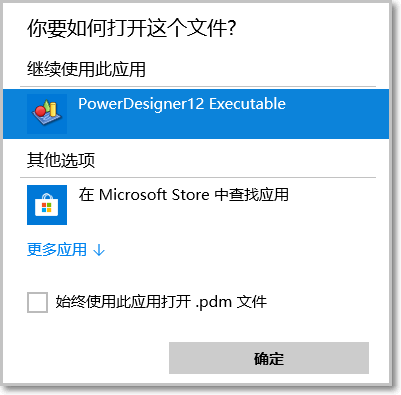 你要如何打开这个文件?
继续使用此应用
PowerDesigner12 Executable
其他选项
在 Microsoft Store 中查找应用
更多应用 ↓
始终使用此应用打开 .pdm 文件
确定